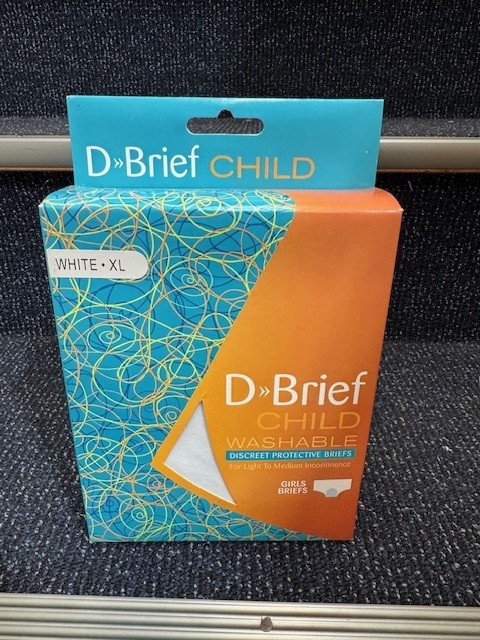 D»Brief CHILD
WHITE • XL
D»Brief
CHILD
WASHABLE
DISCREET PROTECTIVE BRIEFS
For Light To Medium Incontinence
GIRLS
BRIEFS